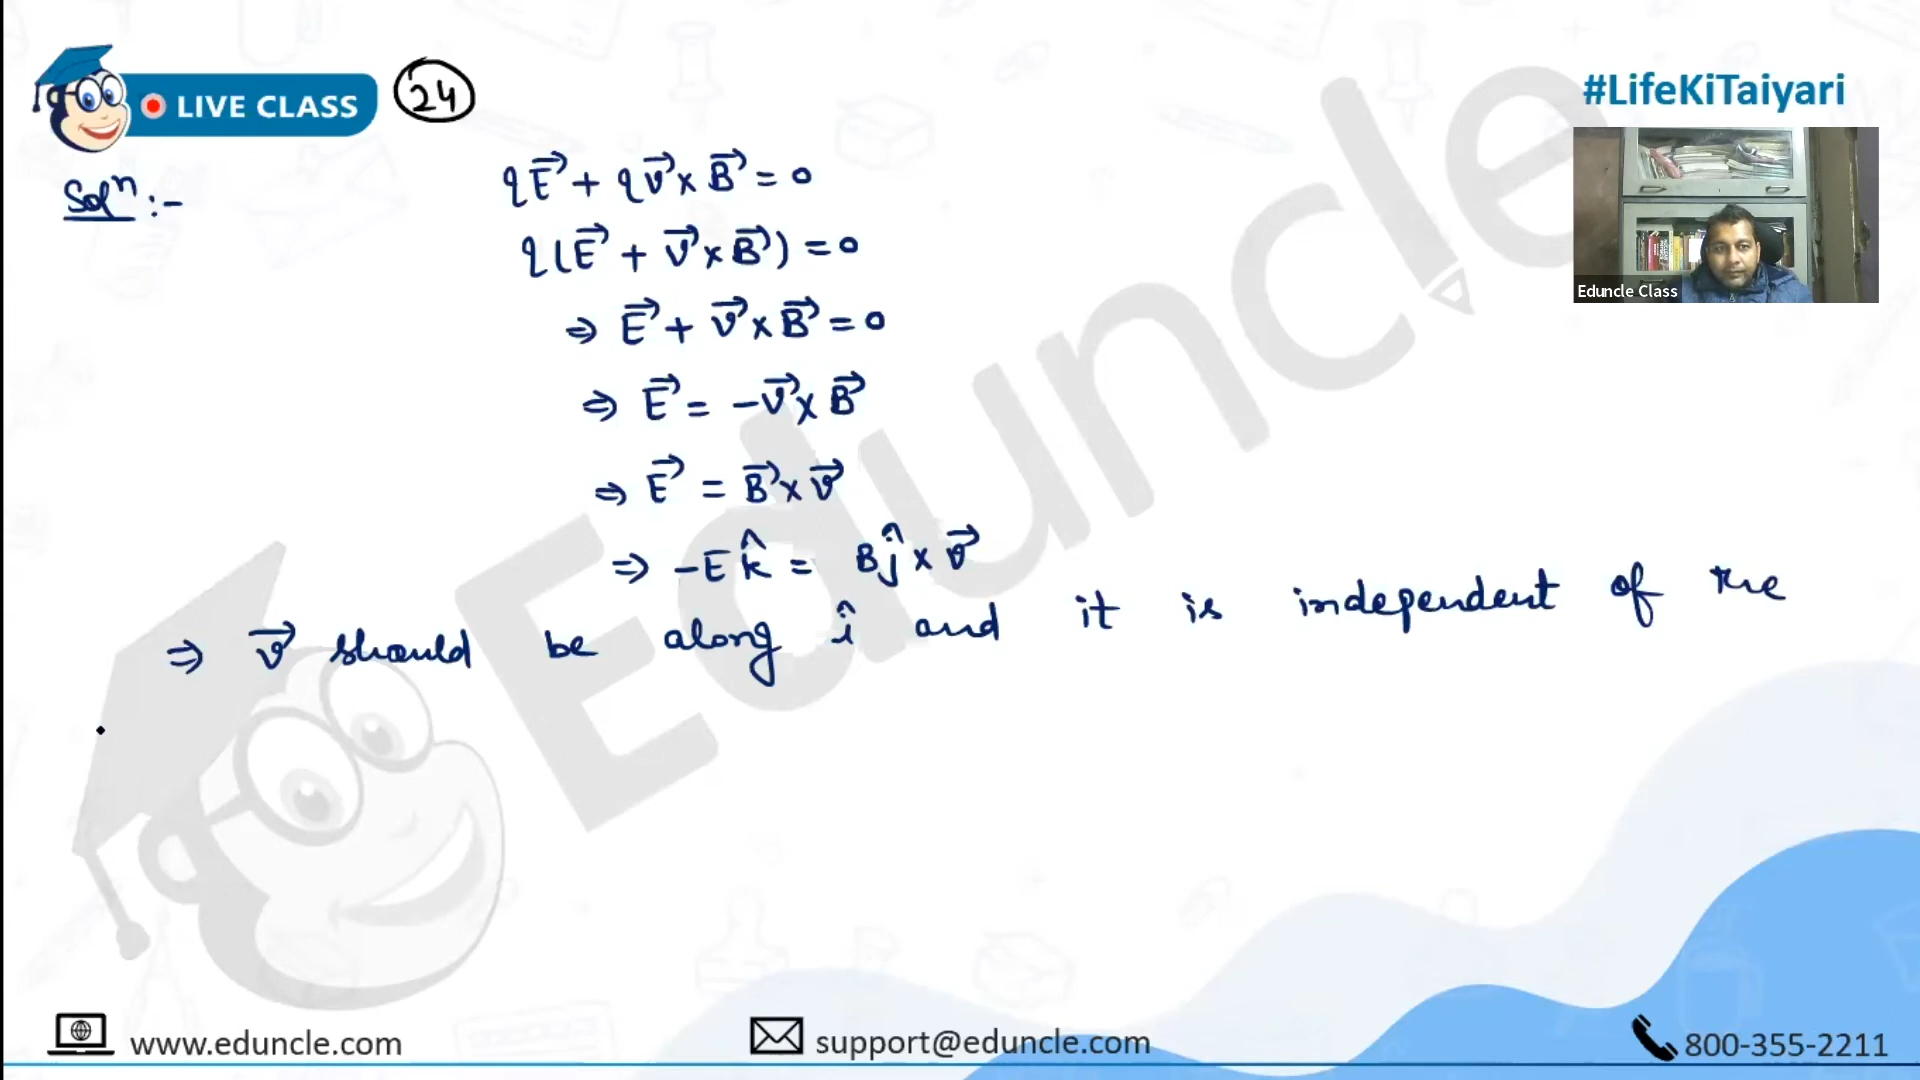 LIVE CLASS
24
#LifeKiTaiyari
Solⁿ :-
qE⃗ + qv⃗ × B⃗ = 0
q(E⃗ + v⃗ × B⃗) = 0
⇒ E⃗ + v⃗ × B⃗ = 0
⇒ E⃗ = -v⃗ × B⃗
⇒ E⃗ = B⃗ × v⃗
⇒ -E k̂ = B ĵ × v⃗
⇒ v⃗ should be along î and it is independent of the
Eduncle Class
Eduncle
www.eduncle.com
support@eduncle.com
800-355-2211